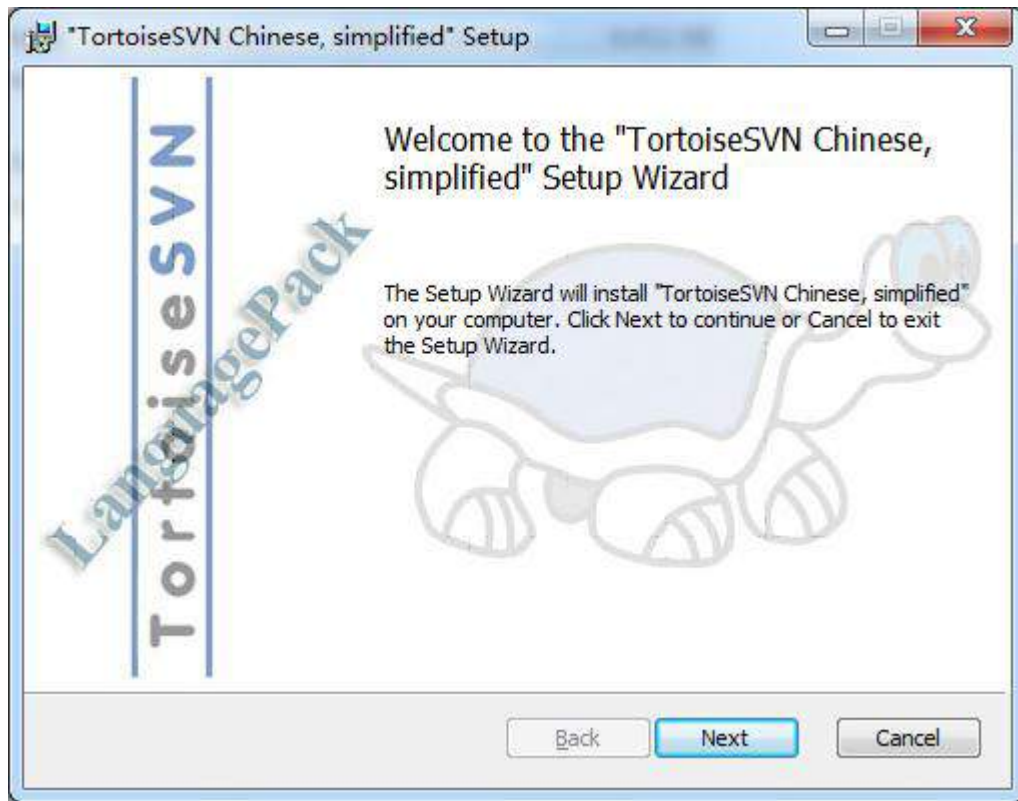 "TortoiseSVN Chinese, simplified" Setup
Welcome to the "TortoiseSVN Chinese,
simplified" Setup Wizard
The Setup Wizard will install "TortoiseSVN Chinese, simplified"
on your computer. Click Next to continue or Cancel to exit
the Setup Wizard.
TortoiseSVN
LanguagePack
Back
Next
Cancel